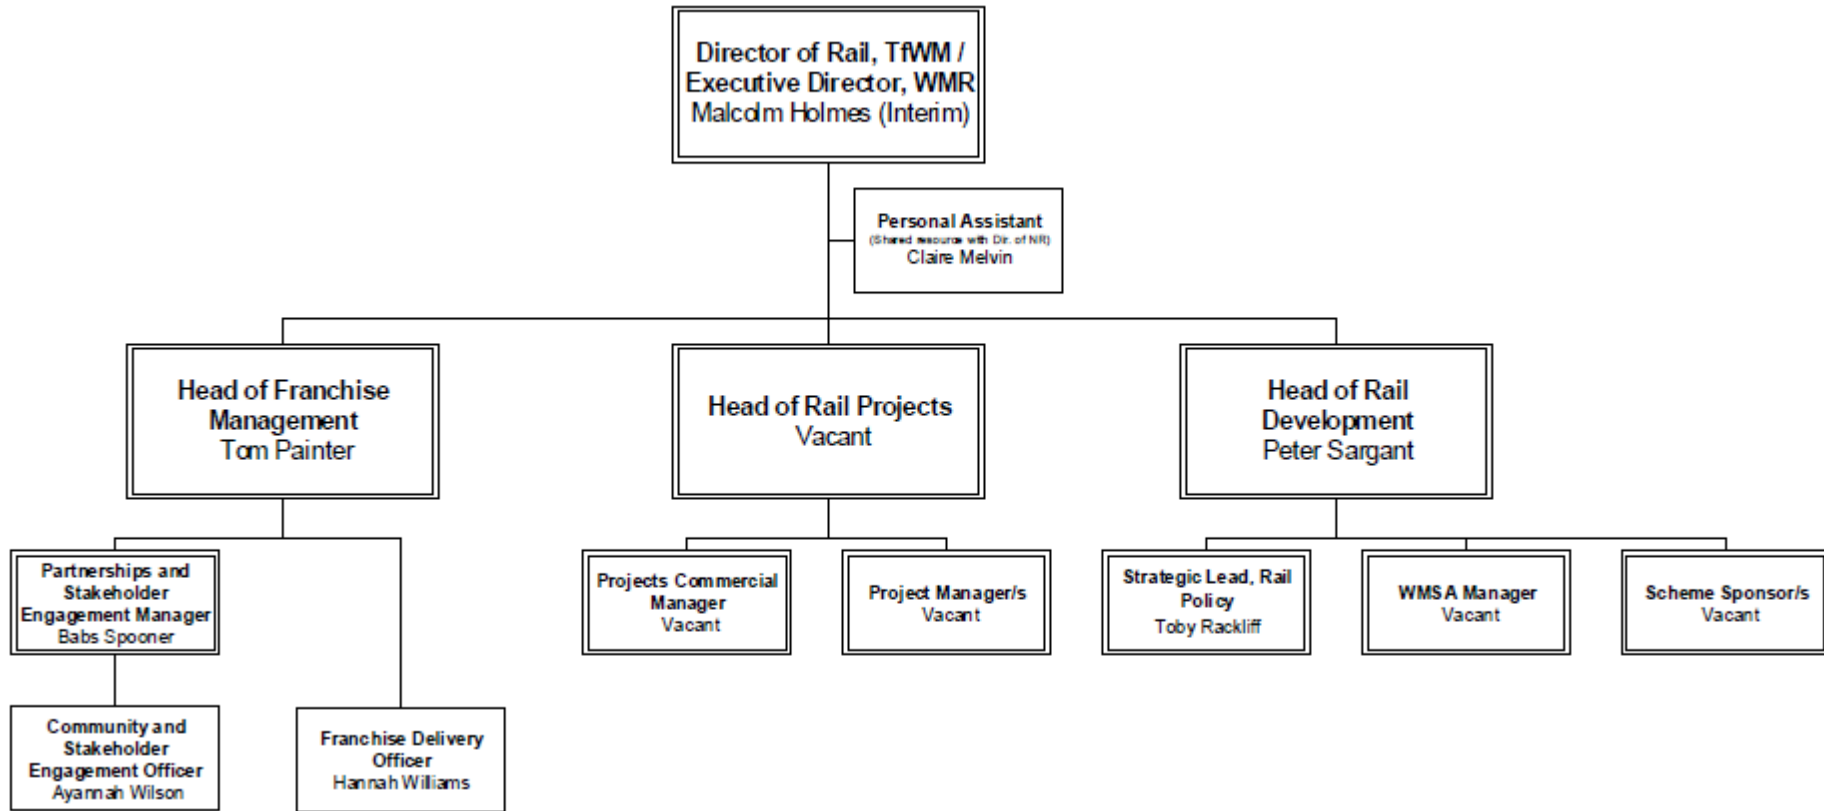 Director of Rail, TfWM /
Executive Director, WMR
Malcolm Holmes (Interim)
Personal Assistant
(Shared resource with Dir. of NR)
Claire Melvin
Head of Franchise
Management
Tom Painter
Head of Rail Projects
Vacant
Head of Rail
Development
Peter Sargant
Partnerships and
Stakeholder
Engagement Manager
Babs Spooner
Projects Commercial
Manager
Vacant
Project Manager/s
Vacant
Strategic Lead, Rail
Policy
Toby Rackliff
WMSA Manager
Vacant
Scheme Sponsor/s
Vacant
Community and
Stakeholder
Engagement Officer
Ayannah Wilson
Franchise Delivery
Officer
Hannah Williams